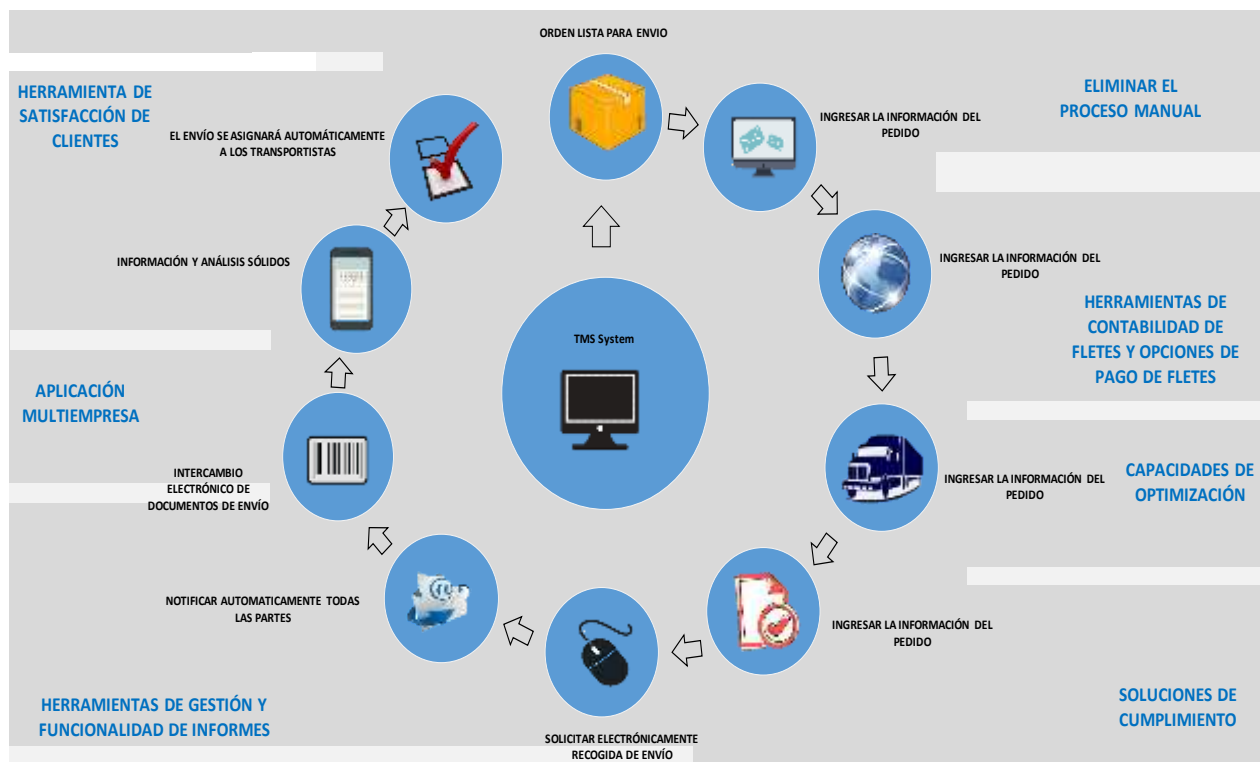 ORDEN LISTA PARA ENVIO
HERRAMIENTA DE
SATISFACCIÓN DE
CLIENTES
ELIMINAR EL
PROCESO MANUAL
EL ENVÍO SE ASIGNARÁ AUTOMÁTICAMENTE
A LOS TRANSPORTISTAS
INGRESAR LA INFORMACIÓN DEL
PEDIDO
INFORMACIÓN Y ANÁLISIS SÓLIDOS
INGRESAR LA INFORMACIÓN DEL
PEDIDO
HERRAMIENTAS DE
CONTABILIDAD DE
FLETES Y OPCIONES DE
PAGO DE FLETES
TMS System
APLICACIÓN
MULTIEMPRESA
INTERCAMBIO
ELECTRÓNICO DE
DOCUMENTOS DE ENVÍO
INGRESAR LA INFORMACIÓN DEL
PEDIDO
CAPACIDADES DE
OPTIMIZACIÓN
NOTIFICAR AUTOMATICAMENTE TODAS
LAS PARTES
INGRESAR LA INFORMACIÓN DEL
PEDIDO
HERRAMIENTAS DE GESTIÓN Y
FUNCIONALIDAD DE INFORMES
SOLICITAR ELECTRÓNICAMENTE
RECOGIDA DE ENVÍO
SOLUCIONES DE
CUMPLIMIENTO